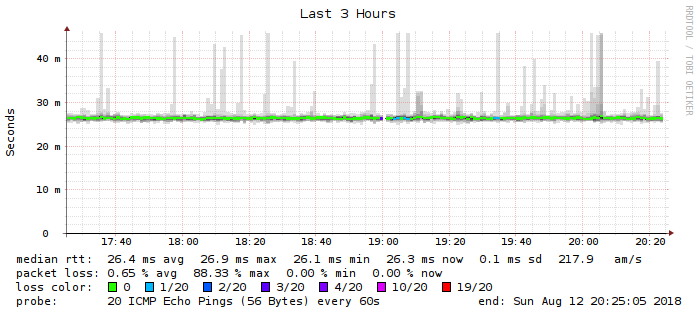 Last 3 Hours
RRDTOOL / TOBI OETIKER
Seconds
40 m
30 m
20 m
10 m
0
17:40 18:00 18:20 18:40 19:00 19:20 19:40 20:00 20:20
median rtt: 26.4 ms avg 26.9 ms max 26.1 ms min 26.3 ms now 0.1 ms sd 217.9 am/s
packet loss: 0.65 % avg 88.33 % max 0.00 % min 0.00 % now
loss color: 0 1/20 2/20 3/20 4/20 10/20 19/20
probe: 20 ICMP Echo Pings (56 Bytes) every 60s end: Sun Aug 12 20:25:05 2018